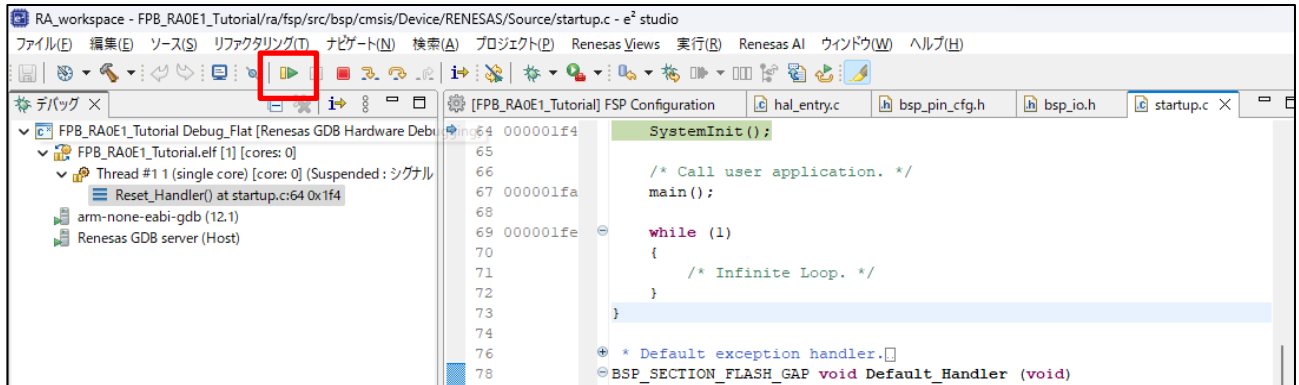 RA_workspace - FPB_RA0E1_Tutorial/ra/fsp/src/bsp/cmsis/Device/RENESAS/Source/startup.c - e² studio
ファイル(F) 編集(E) ソース(S) リファクタリング(T) ナビゲート(N) 検索(A) プロジェクト(P) Renesas Views 実行(R) Renesas AI ウィンドウ(W) ヘルプ(H)
デバッグ
[FPB_RA0E1_Tutorial] FSP Configuration hal_entry.c bsp_pin_cfg.h bsp_io.h startup.c
FPB_RA0E1_Tutorial Debug_Flat [Renesas GDB Hardware Debugging]
FPB_RA0E1_Tutorial.elf [1] [cores: 0]
Thread #1 1 (single core) [core: 0] (Suspended : シグナル
Reset_Handler() at startup.c:64 0x1f4
arm-none-eabi-gdb (12.1)
Renesas GDB server (Host)
64 000001f4 SystemInit();
65
66 /* Call user application. */
67 000001fa main();
68
69 000001fe while (1)
70 {
71 /* Infinite Loop. */
72 }
73 }
74
76 * Default exception handler.
78 BSP_SECTION_FLASH_GAP void Default_Handler (void)